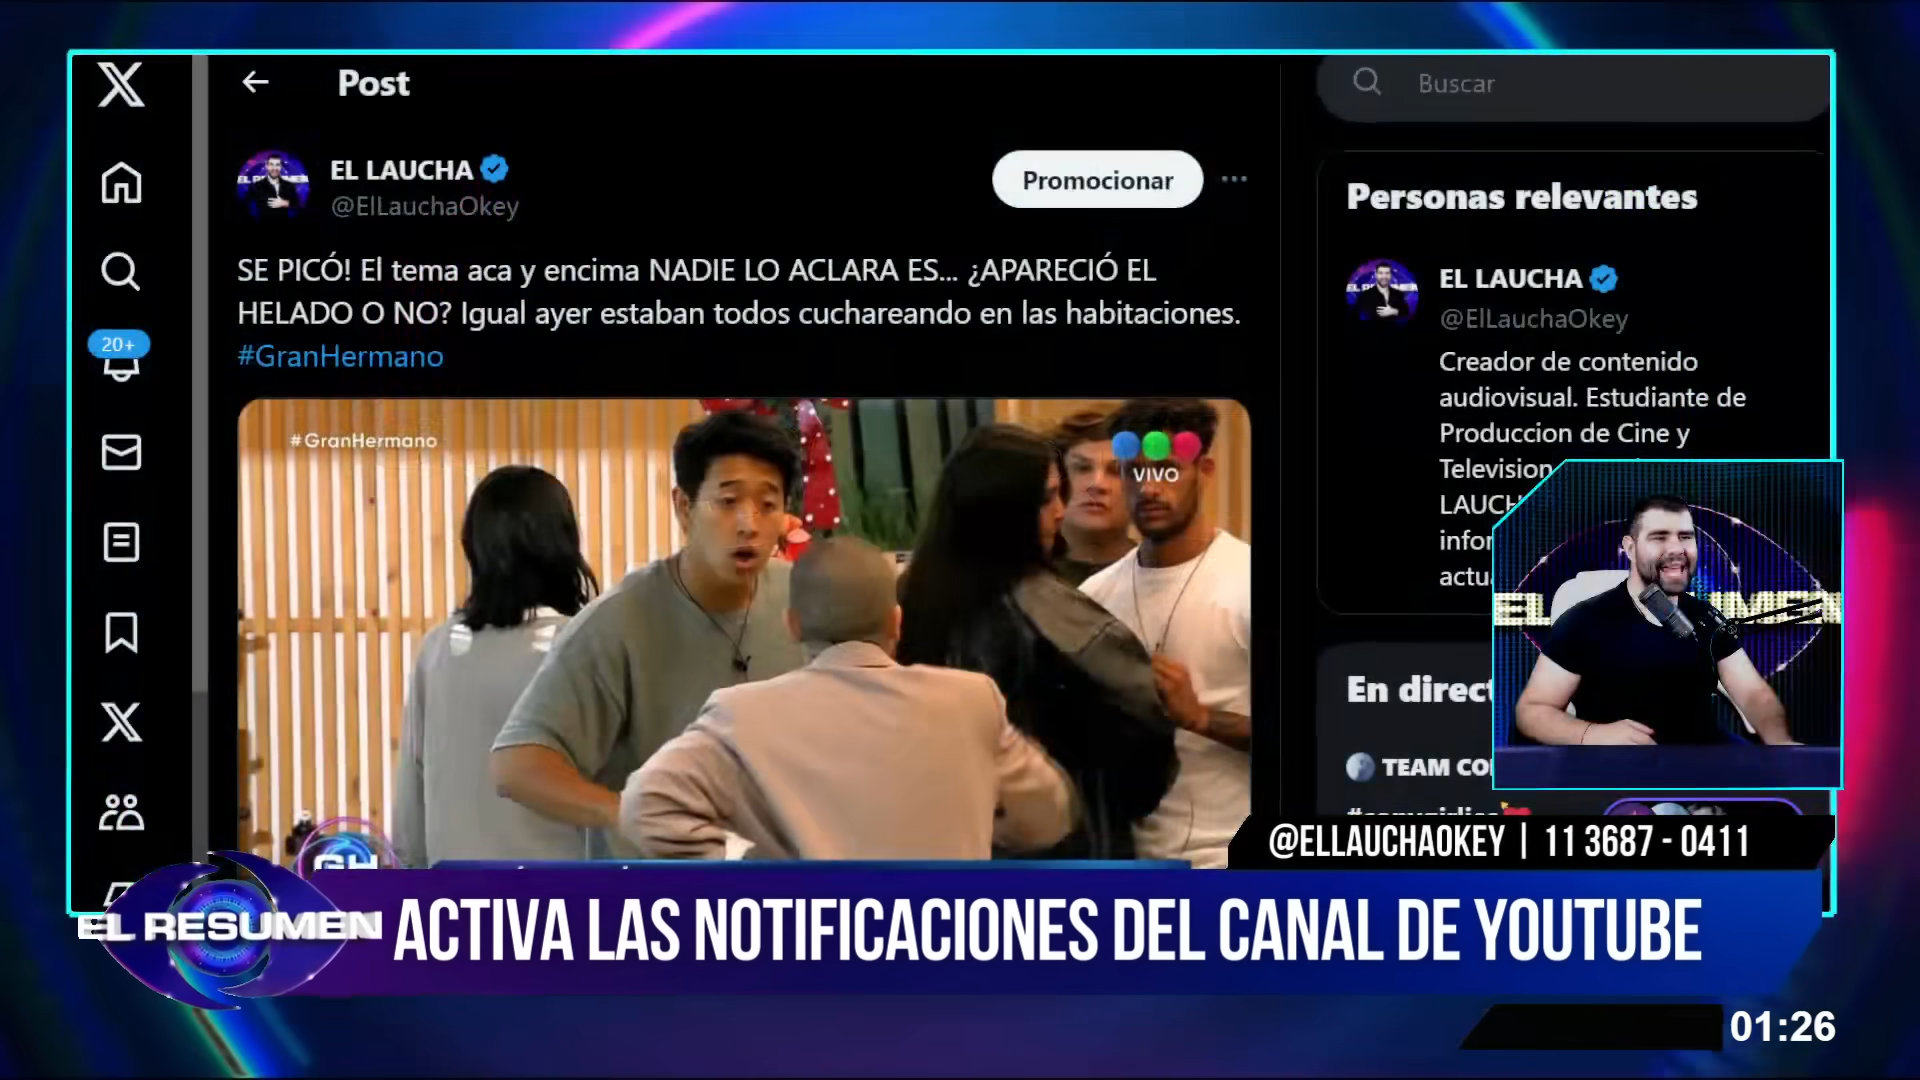 Post
Buscar
EL LAUCHA
@ElLauchaOkey
Promocionar
SE PICÓ! El tema aca y encima NADIE LO ACLARA ES... ¿APARECIÓ EL
HELADO O NO? Igual ayer estaban todos cuchareando en las habitaciones.
#GranHermano
20+
#GranHermano
VIVO
GH
Personas relevantes
EL LAUCHA
@ElLauchaOkey
Creador de contenido
audiovisual. Estudiante de
Produccion de Cine y
Television
En direct
TEAM
@ELLAUCHAOKEY | 11 3687 - 0411
EL RESUMEN
ACTIVA LAS NOTIFICACIONES DEL CANAL DE YOUTUBE
01:26